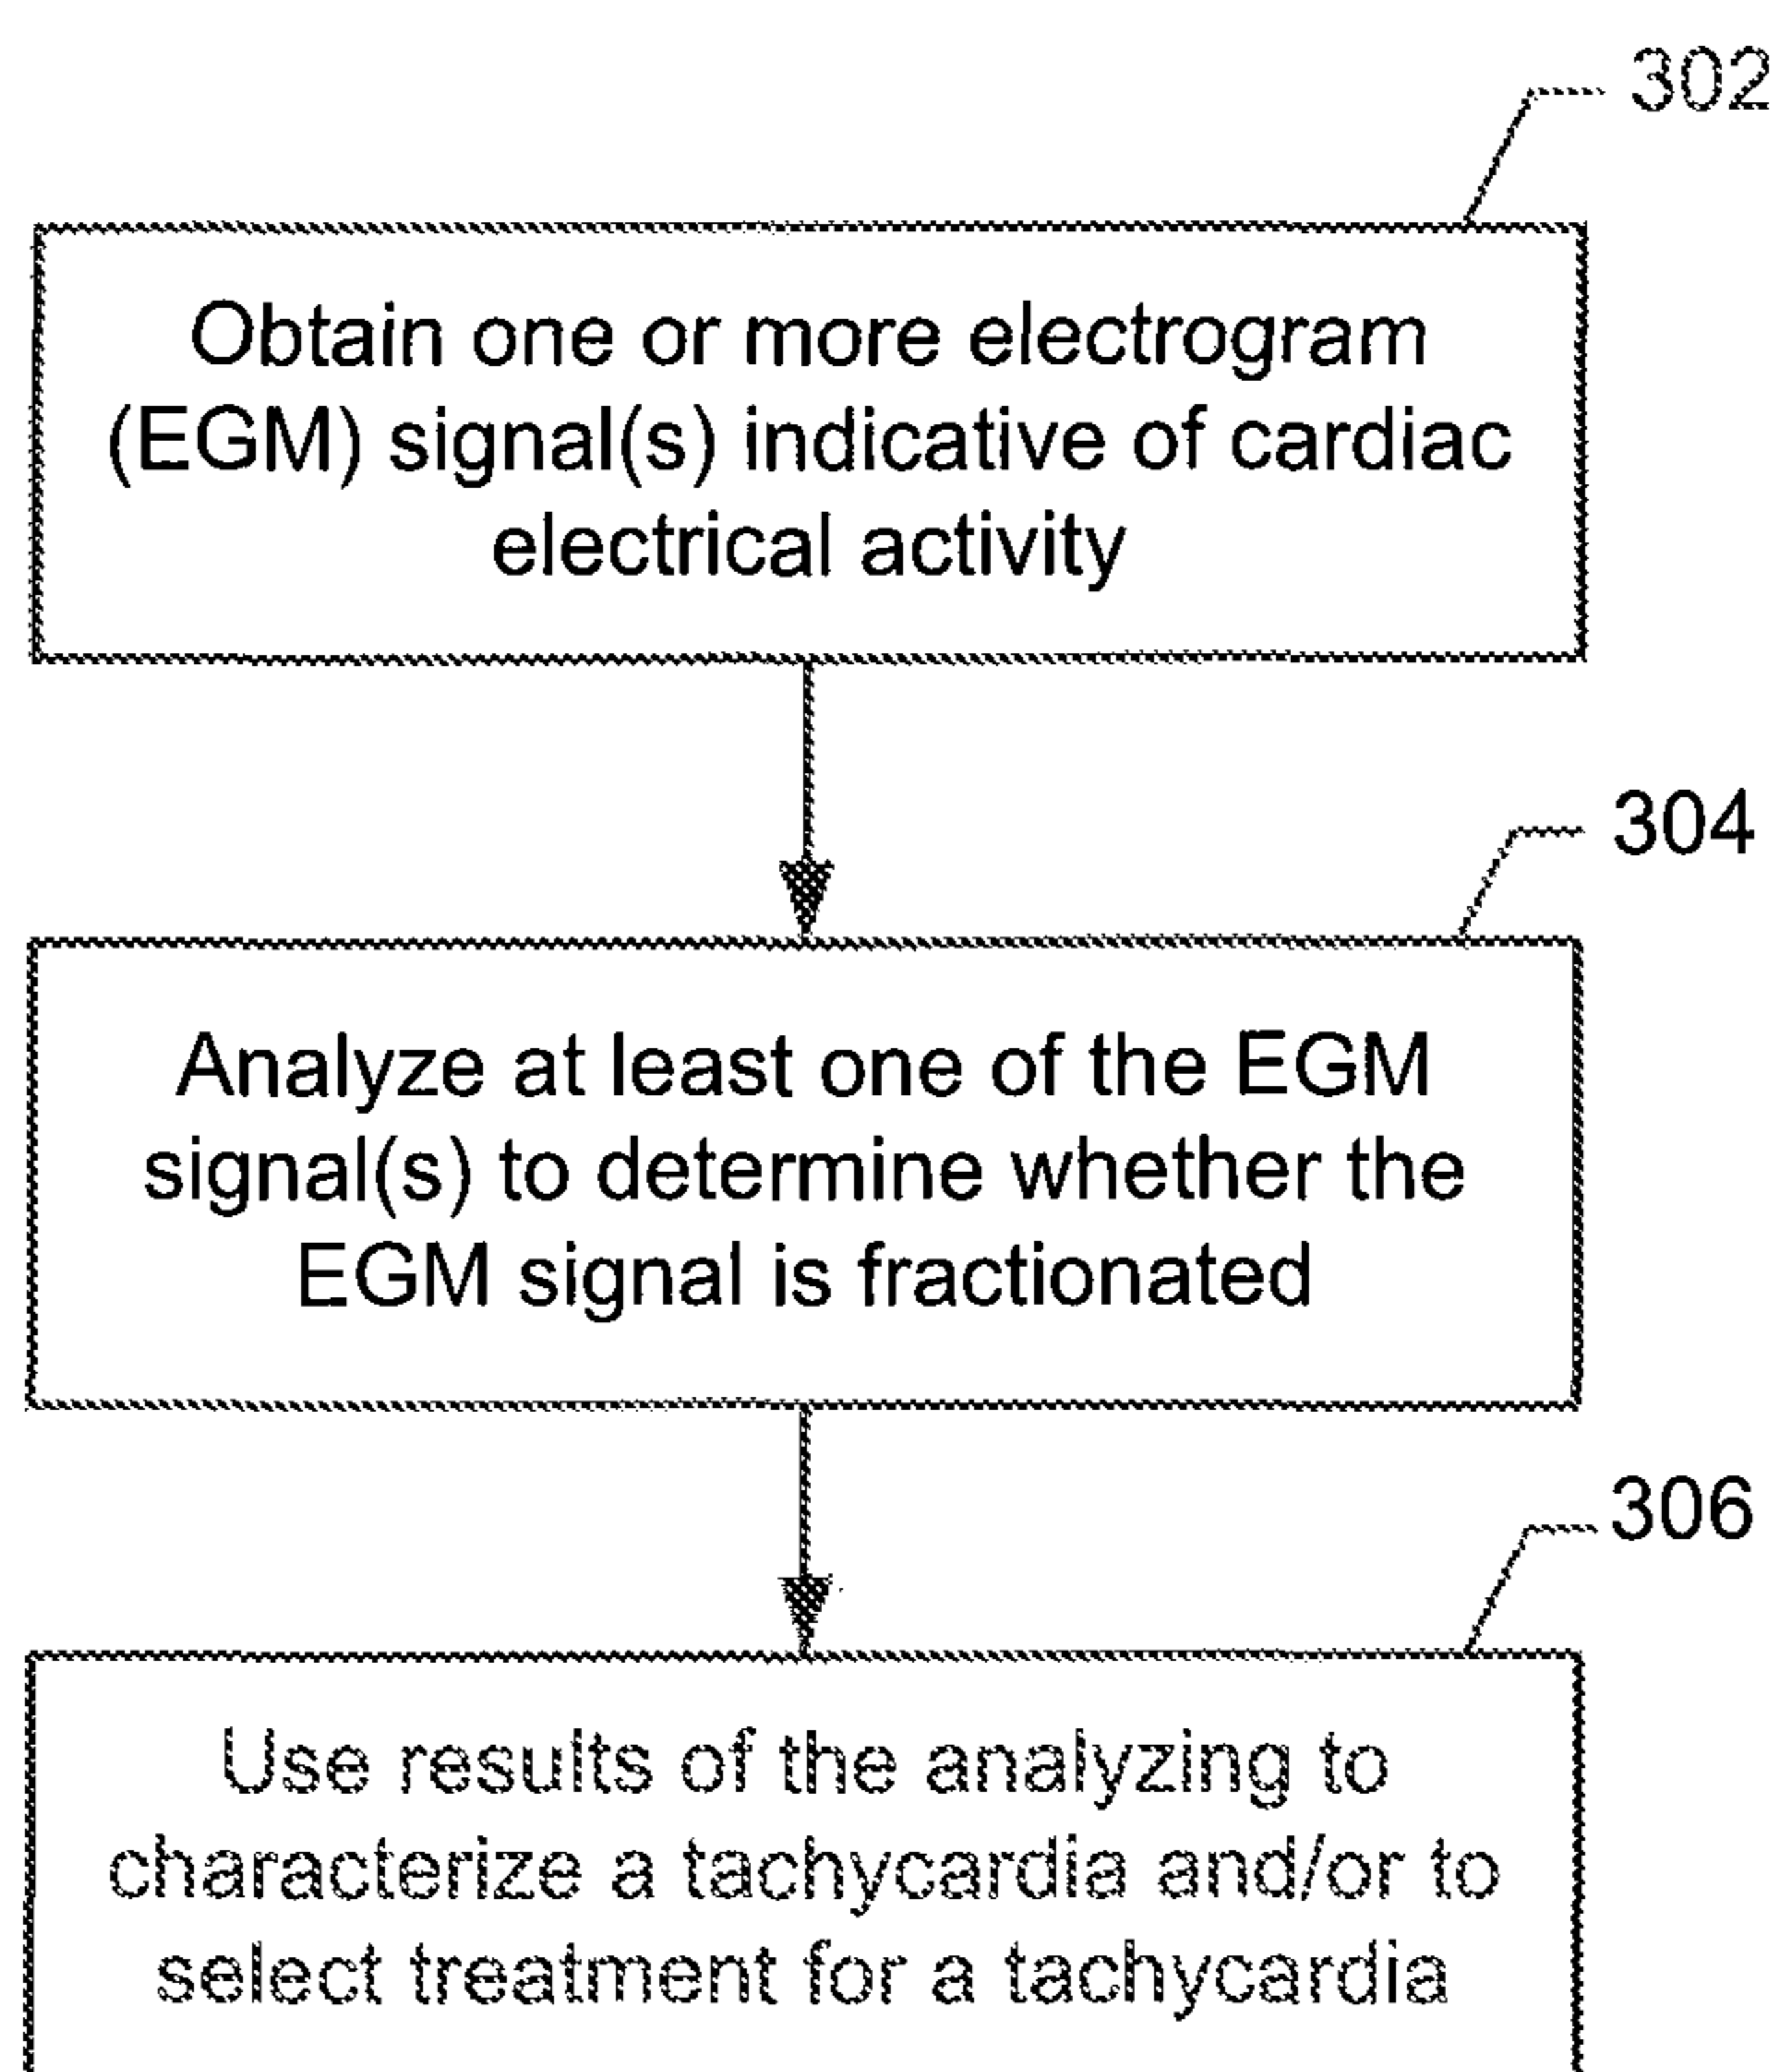 302
Obtain one or more electrogram
(EGM) signal(s) indicative of cardiac
electrical activity
304
Analyze at least one of the EGM
signal(s) to determine whether the
EGM signal is fractionated
306
Use results of the analyzing to
characterize a tachycardia and/or to
select treatment for a tachycardia